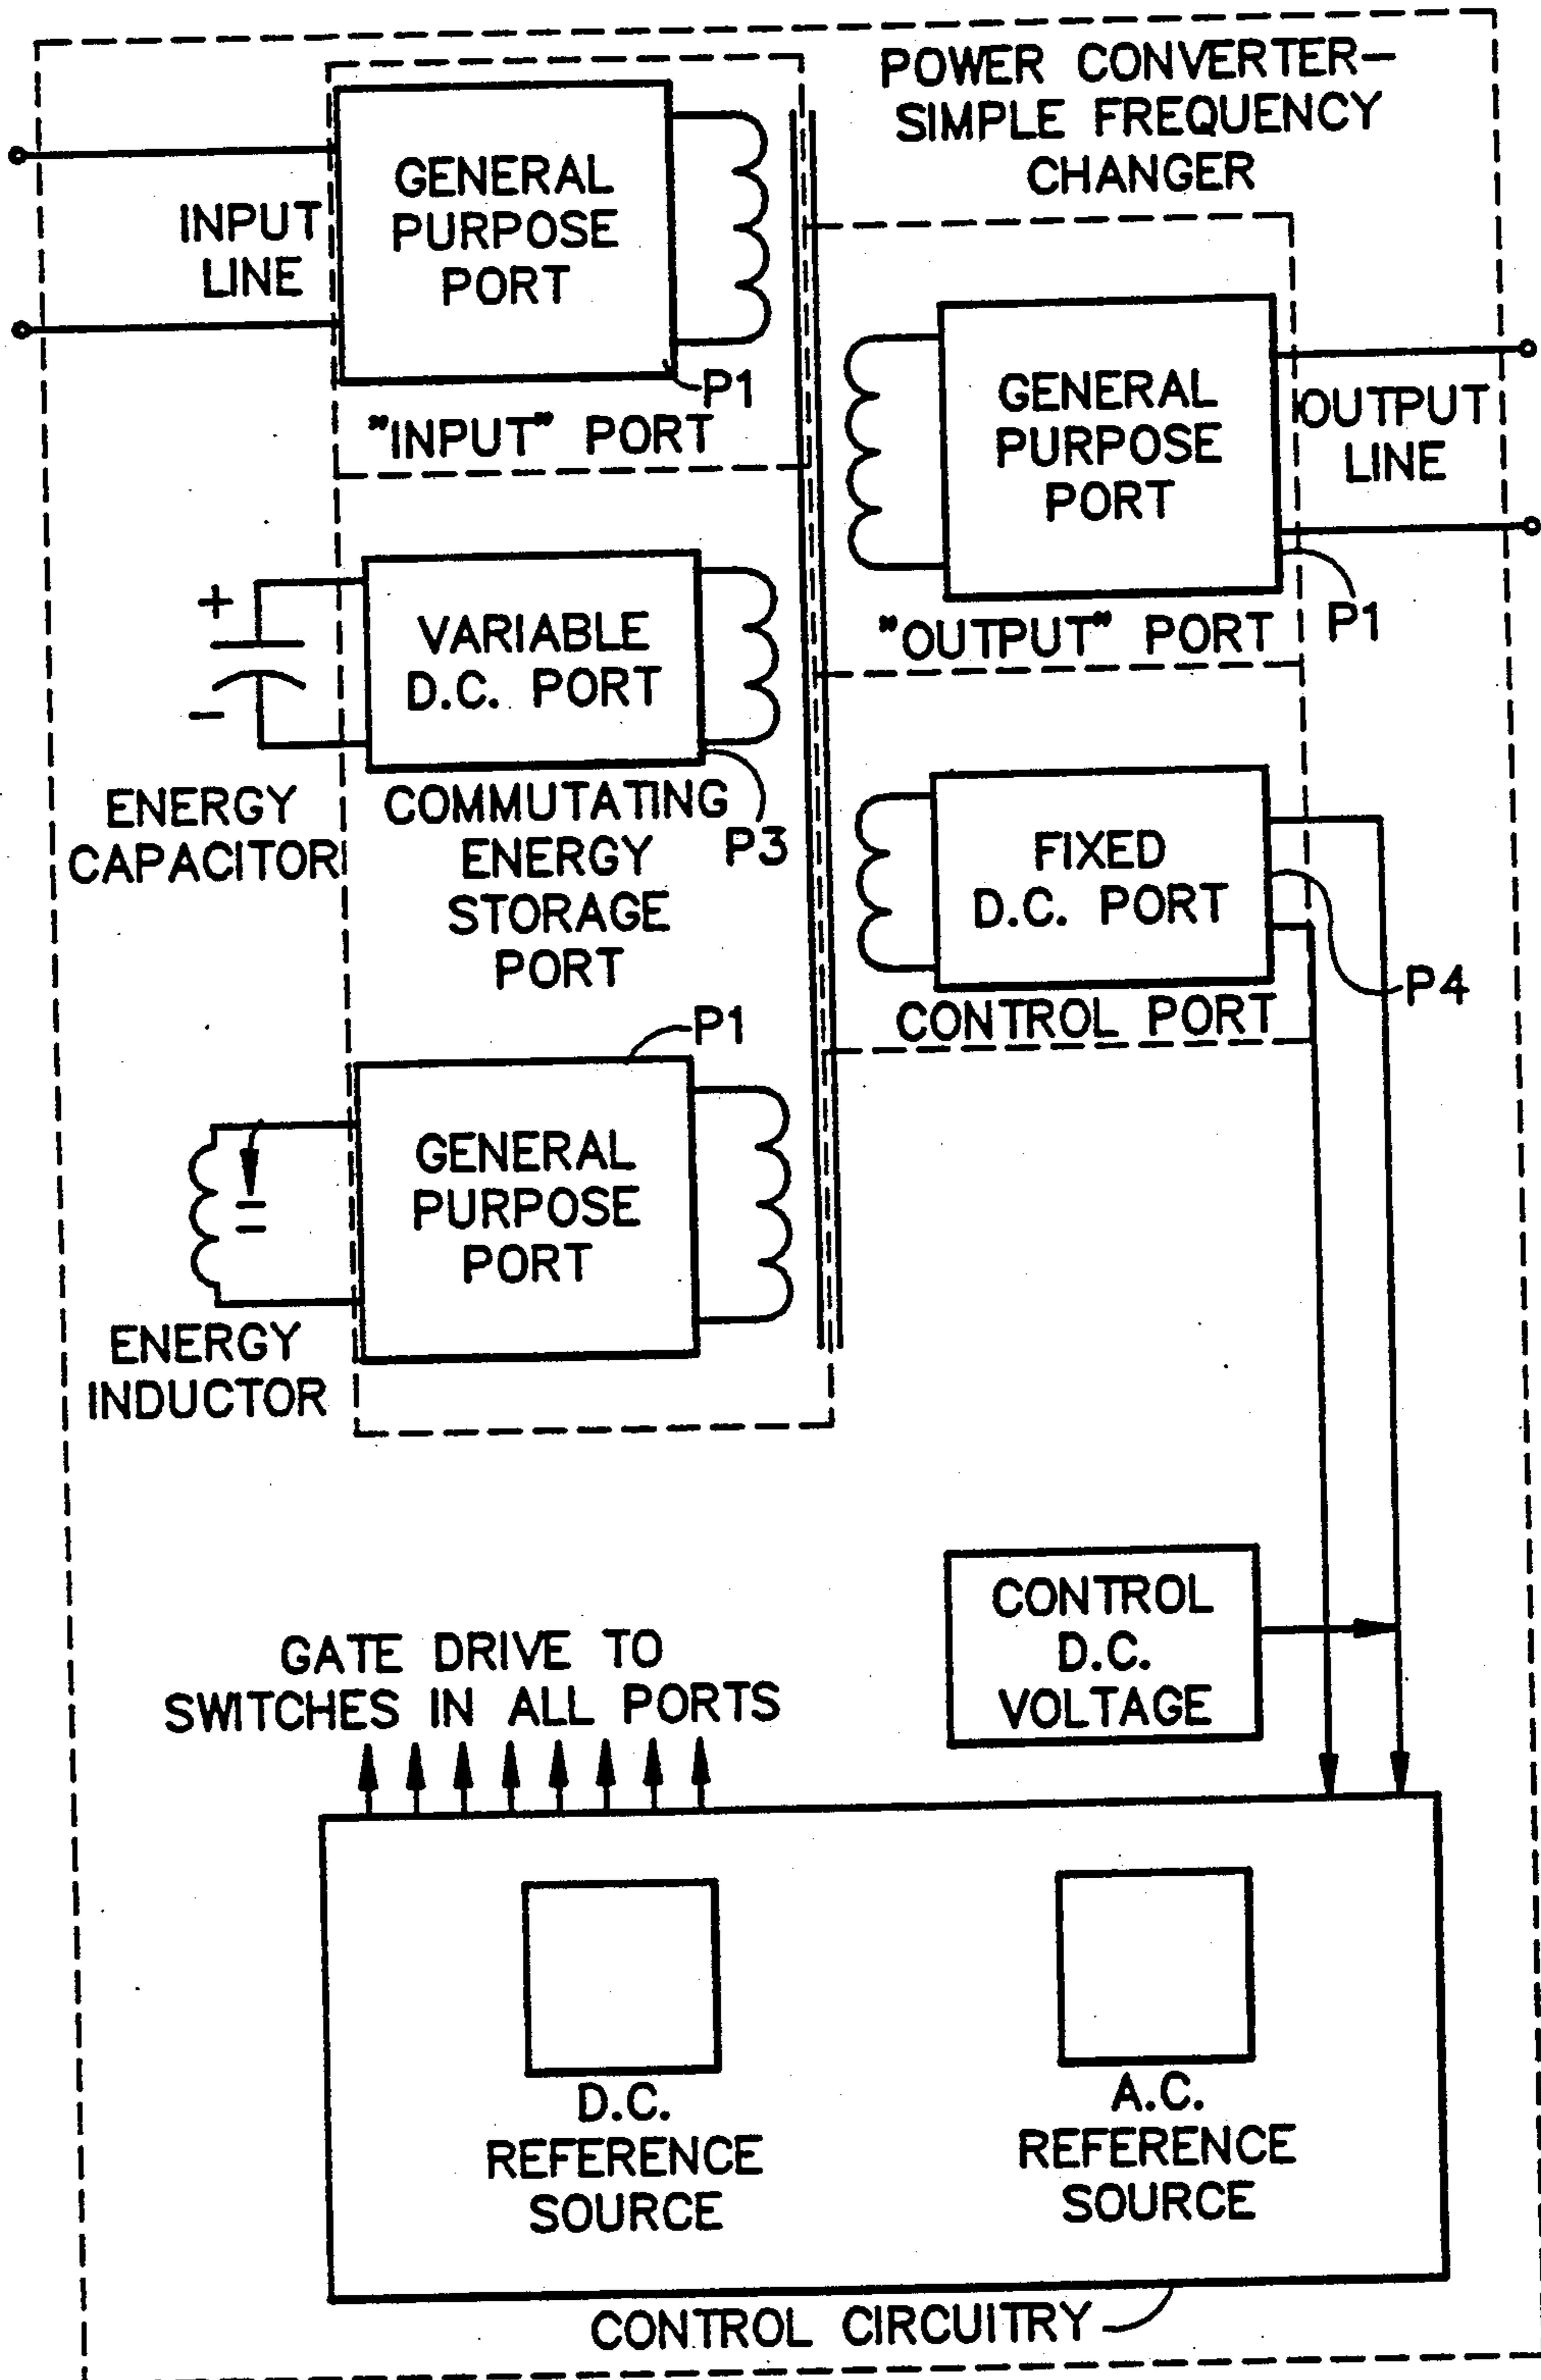 POWER CONVERTER-
SIMPLE FREQUENCY
CHANGER
INPUT
LINE
GENERAL
PURPOSE
PORT
P1
"INPUT" PORT
GENERAL
PURPOSE
PORT
OUTPUT
LINE
P1
"OUTPUT" PORT
+
-
VARIABLE
D.C. PORT
ENERGY
CAPACITOR
COMMUTATING
ENERGY
STORAGE
PORT
P3
FIXED
D.C. PORT
P4
CONTROL PORT
P1
GENERAL
PURPOSE
PORT
ENERGY
INDUCTOR
CONTROL
D.C.
VOLTAGE
GATE DRIVE TO
SWITCHES IN ALL PORTS
D.C.
REFERENCE
SOURCE
A.C.
REFERENCE
SOURCE
CONTROL CIRCUITRY